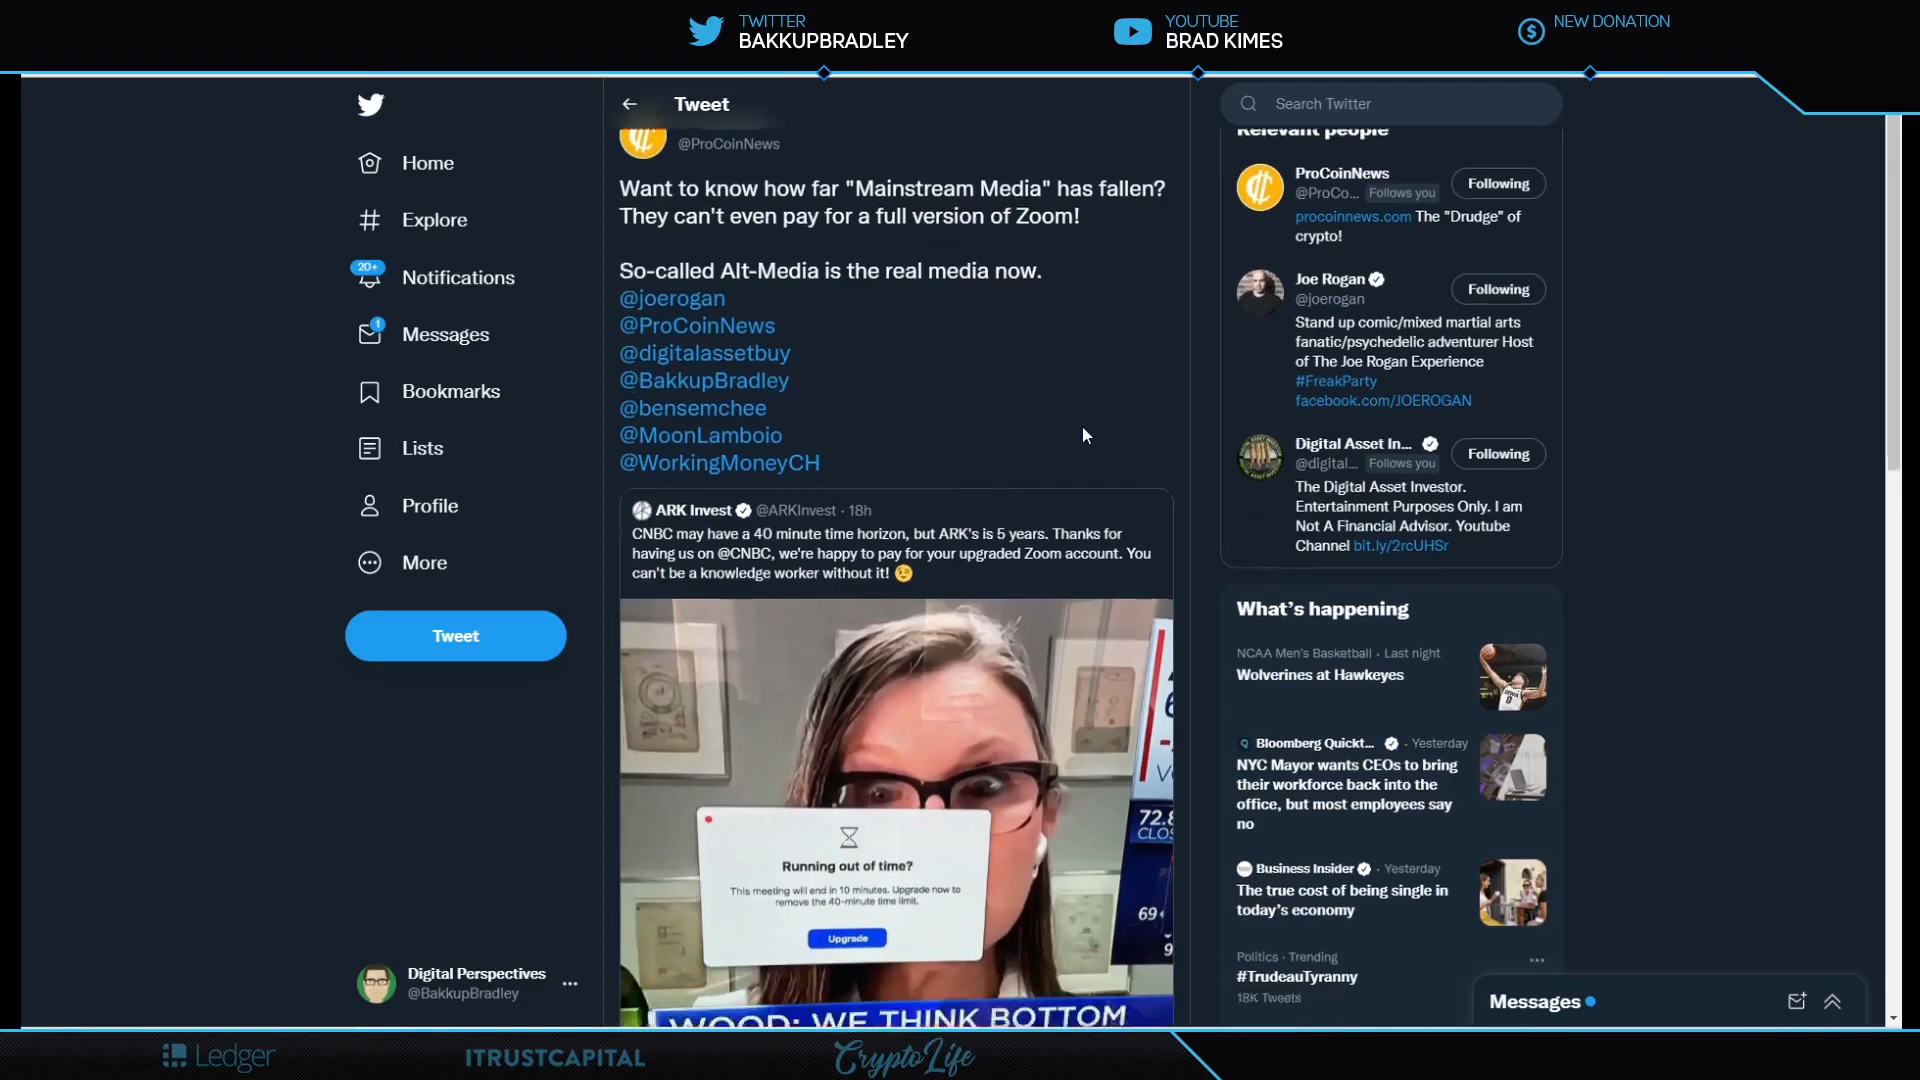 TWITTER
BAKKUPBRADLEY
YOUTUBE
BRAD KIMES
NEW DONATION
Home
Explore
20+
Notifications
1
Messages
Bookmarks
Lists
Profile
More
Tweet
Digital Perspectives
@BakkupBradley
Tweet
@ProCoinNews
Want to know how far "Mainstream Media" has fallen?
They can't even pay for a full version of Zoom!
So-called Alt-Media is the real media now.
@joerogan
@ProCoinNews
@digitalassetbuy
@BakkupBradley
@bensemchee
@MoonLamboio
@WorkingMoneyCH
ARK Invest @ARKInvest · 18h
CNBC may have a 40 minute time horizon, but ARK's is 5 years. Thanks for
having us on @CNBC, we're happy to pay for your upgraded Zoom account. You
can't be a knowledge worker without it! 😉
Running out of time?
This meeting will end in 10 minutes. Upgrade now to
remove the 40-minute time limit.
Upgrade
72.8
CLOS
69
WOOD: WE THINK BOTTOM
Search Twitter
Relevant people
ProCoinNews
@ProCo... Follows you
Following
procoinnews.com The "Drudge" of
crypto!
Joe Rogan
@joerogan
Following
Stand up comic/mixed martial arts
fanatic/psychedelic adventurer Host
of The Joe Rogan Experience
#FreakParty
facebook.com/JOEROGAN
Digital Asset In...
@digital... Follows you
Following
The Digital Asset Investor.
Entertainment Purposes Only. I am
Not A Financial Advisor. Youtube
Channel bit.ly/2rcUHSr
What's happening
NCAA Men's Basketball · Last night
Wolverines at Hawkeyes
Bloomberg Quickt... · Yesterday
NYC Mayor wants CEOs to bring
their workforce back into the
office, but most employees say
no
Business Insider · Yesterday
The true cost of being single in
today's economy
Politics · Trending
#TrudeauTyranny
18K Tweets
Messages
Ledger
ITRUSTCAPITAL
CryptoLife